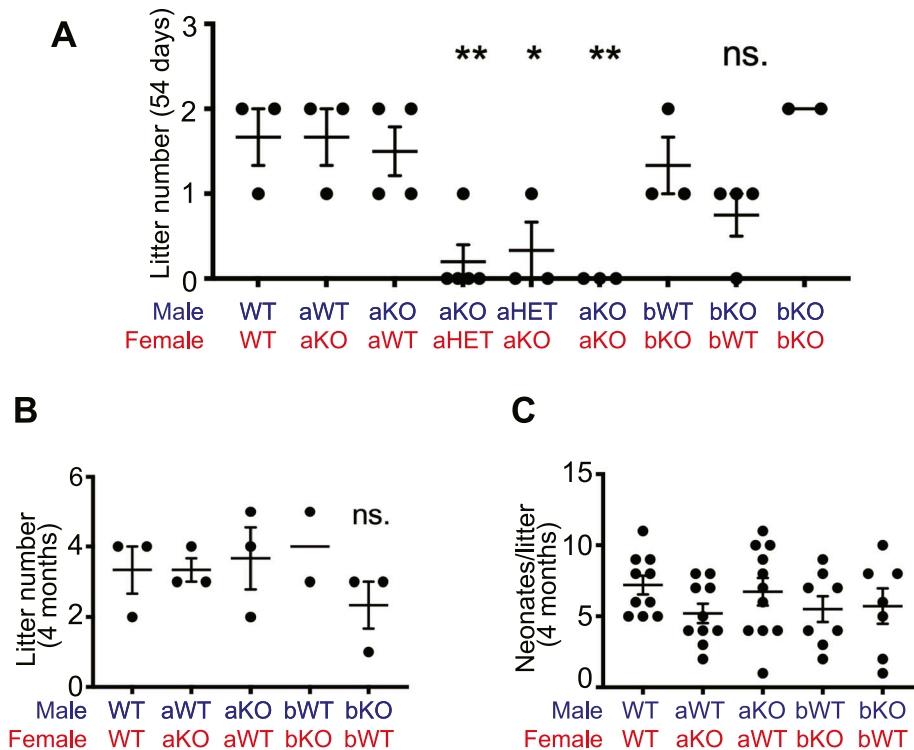 A
Litter number (54 days)
3
2
1
0
** * ** ns.
Male WT aWT aKO aKO aHET aKO bWT bKO bKO
Female WT aKO aWT aHET aKO aKO bKO bWT bKO
B
Litter number
(4 months)
6
4
2
0
ns.
Male WT aWT aKO bWT bKO
Female WT aKO aWT bKO bWT
C
Neonates/litter
(4 months)
15
10
5
0
Male WT aWT aKO bWT bKO
Female WT aKO aWT bKO bWT